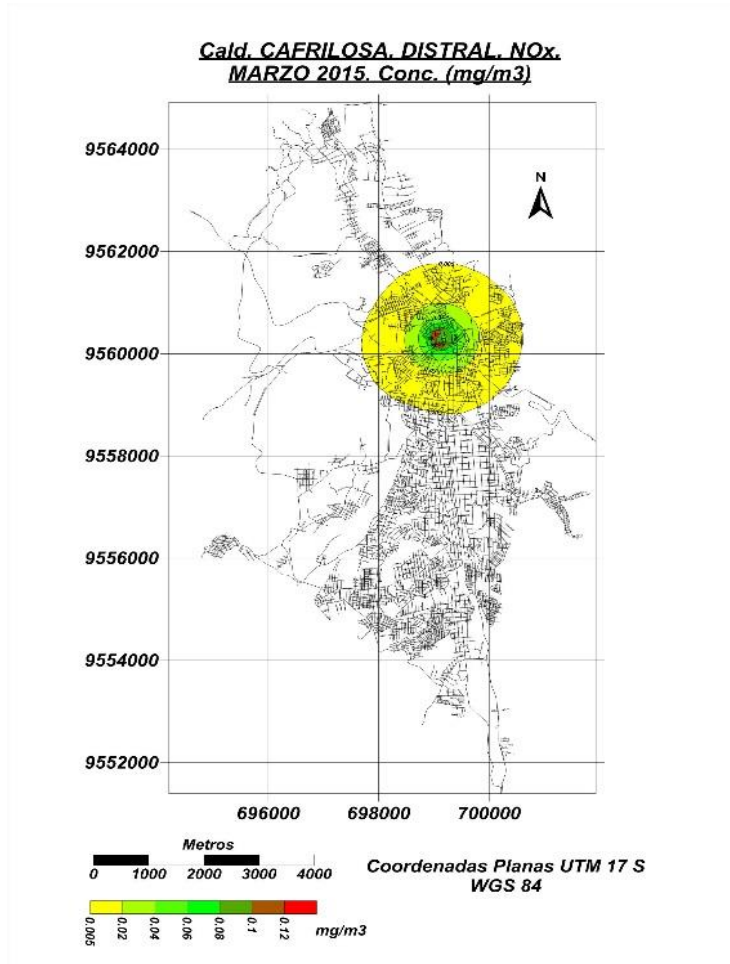 Cald. CAFRILOSA. DISTRAL. NOx.
MARZO 2015. Conc. (mg/m3)
9564000
N
9562000
0.005
9560000
9558000
9556000
9554000
9552000
696000 698000 700000
Metros
0 1000 2000 3000 4000
Coordenadas Planas UTM 17 S
WGS 84
0.005 0.02 0.04 0.06 0.08 0.1 0.12 mg/m3